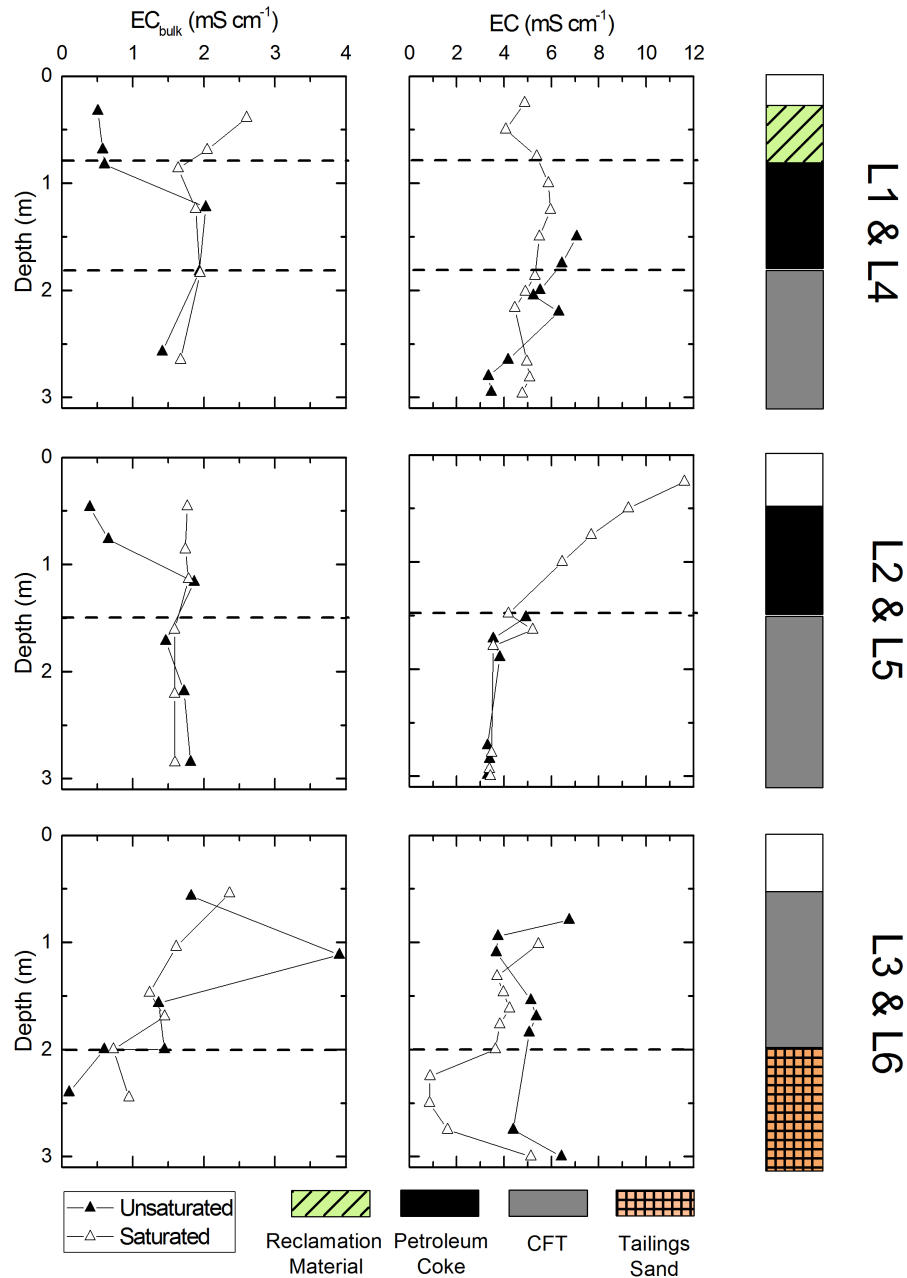 EC_bulk (mS cm⁻¹)
EC (mS cm⁻¹)
0 1 2 3 4
0 2 4 6 8 10 12
0
1
2
3
Depth (m)
L1 & L4
0
1
2
3
Depth (m)
L2 & L5
0
1
2
3
Depth (m)
L3 & L6
Unsaturated
Saturated
Reclamation
Material
Petroleum
Coke
CFT
Tailings
Sand